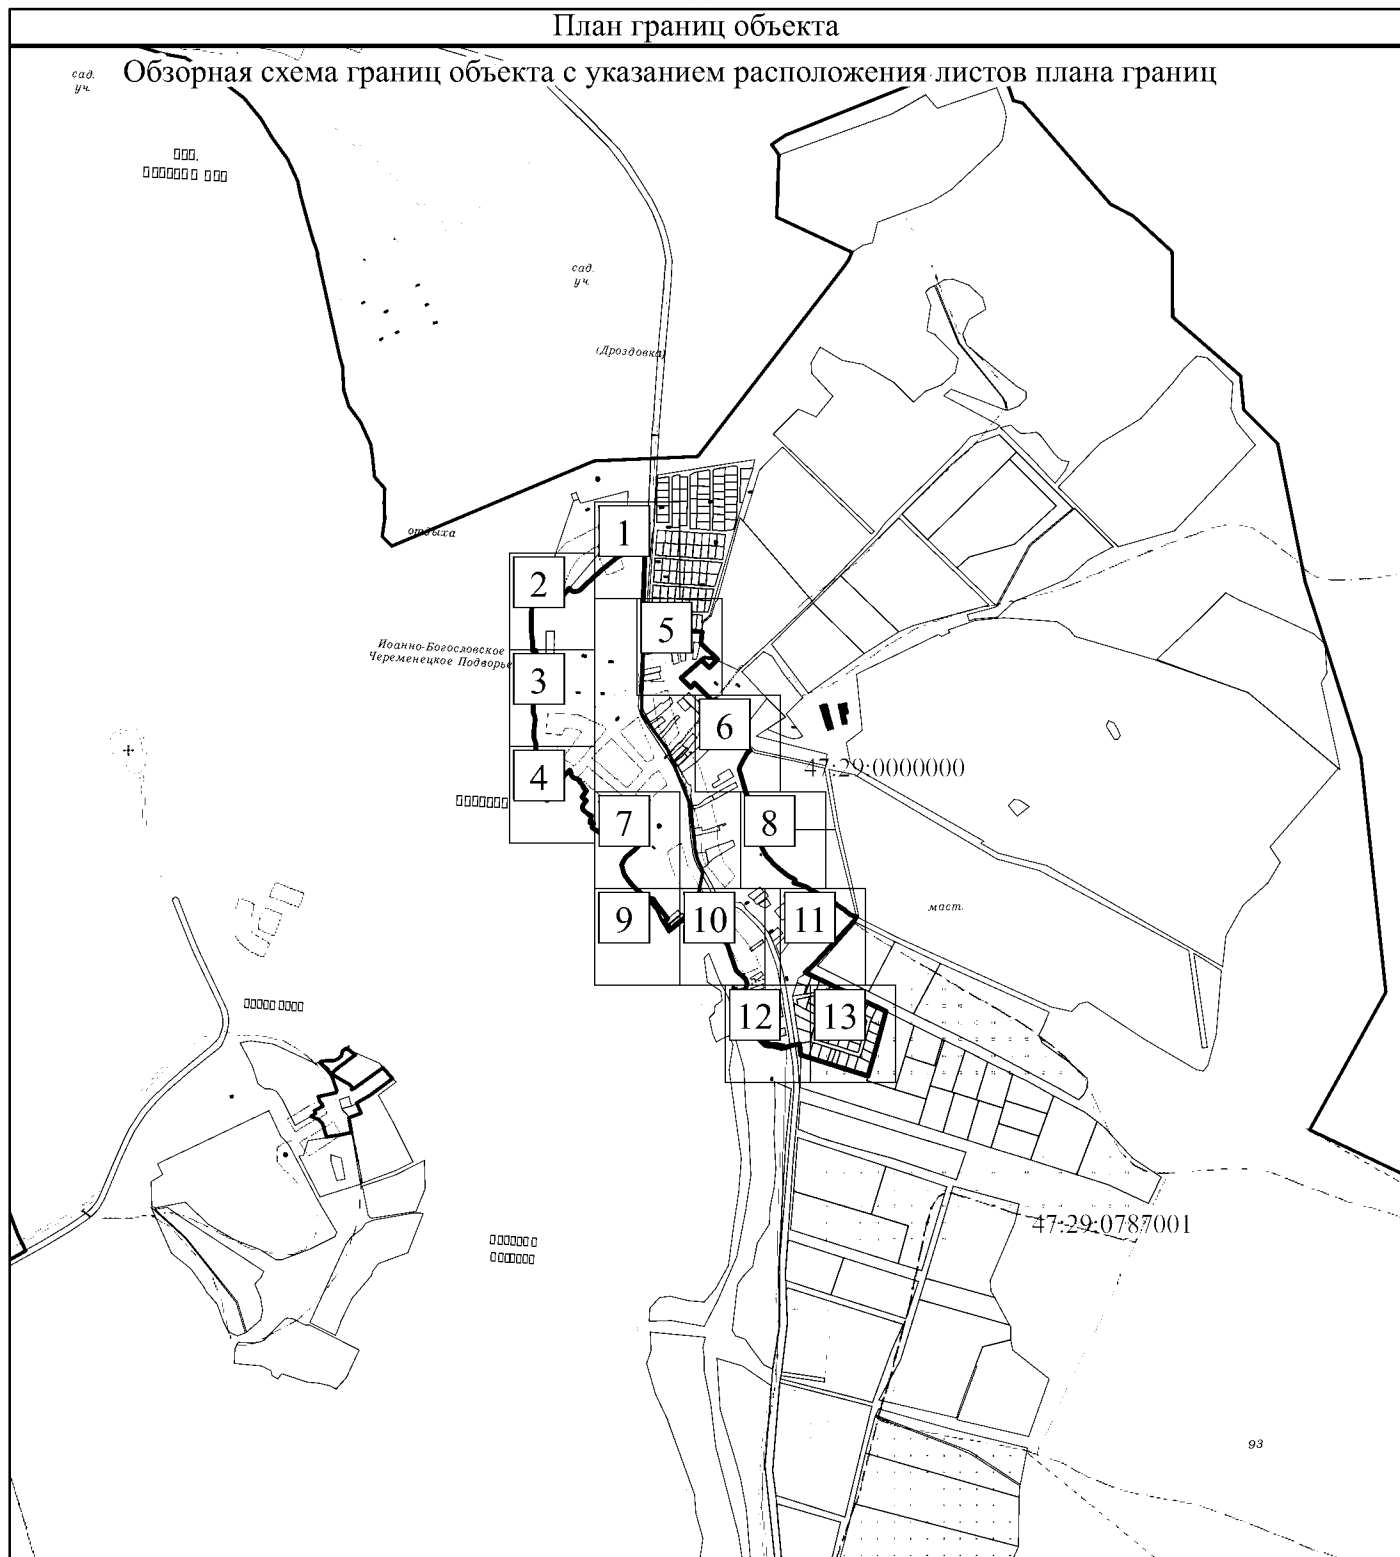 План границ объекта
Обзорная схема границ объекта с указанием расположения листов плана границ
сад.
уч.
сад.
уч.
(Дроздовка)
отдыха
1
2
5
Иоанно-Богословское
Череменецкое Подворье
3
6
47:29:0000000
4
7
8
9
10
11
маст.
12
13
47:29:0787001
93